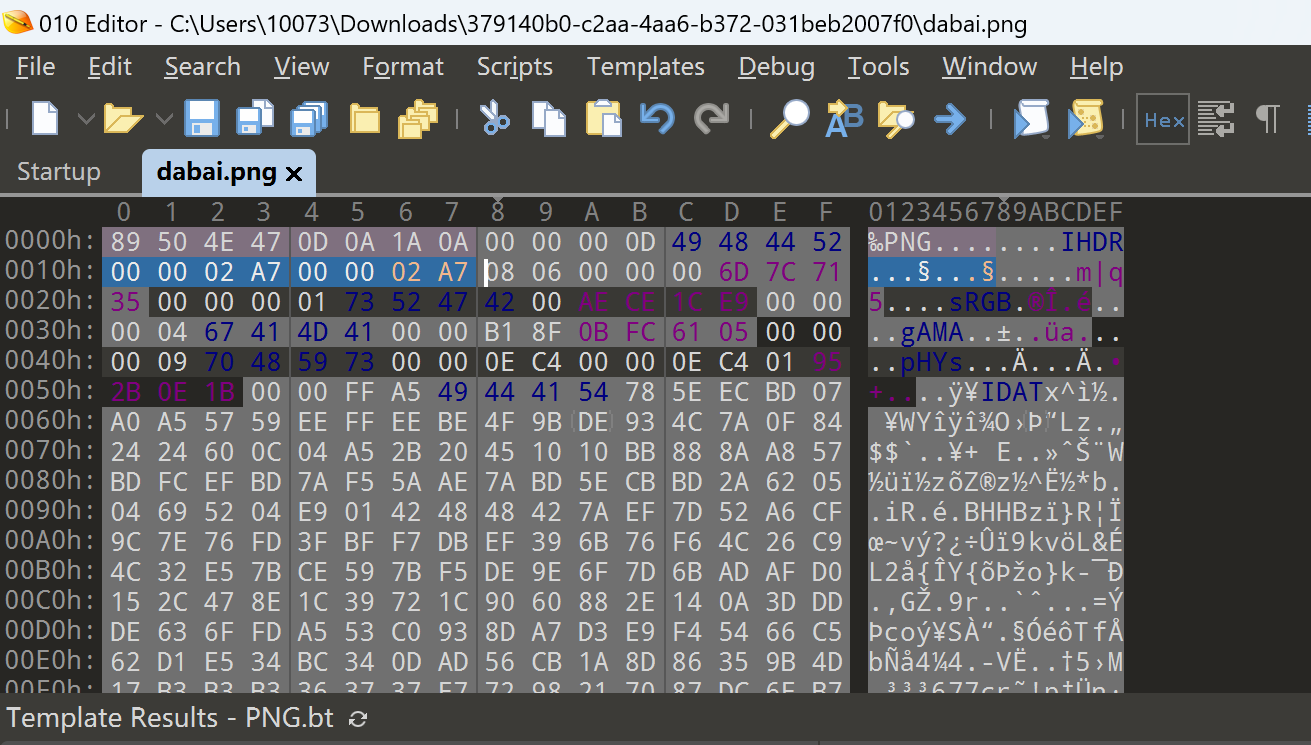 010 Editor - C:\Users\10073\Downloads\379140b0-c2aa-4aa6-b372-031beb2007f0\dabai.png
File Edit Search View Format Scripts Templates Debug Tools Window Help
Hex
Startup dabai.png
0 1 2 3 4 5 6 7 8 9 A B C D E F 0123456789ABCDEF
0000h: 89 50 4E 47 0D 0A 1A 0A 00 00 00 0D 49 48 44 52 ‰PNG........IHDR
0010h: 00 00 02 A7 00 00 02 A7 08 06 00 00 00 6D 7C 71 ...§...§.....m|q
0020h: 35 00 00 00 01 73 52 47 42 00 AE CE 1C E9 00 00 5....sRGB.®Î.é..
0030h: 00 04 67 41 4D 41 00 00 B1 8F 0B FC 61 05 00 00 ..gAMA..±..üa...
0040h: 00 09 70 48 59 73 00 00 0E C4 00 00 0E C4 01 95 ..pHYs...Ä...Ä.•
0050h: 2B 0E 1B 00 00 FF A5 49 44 41 54 78 5E EC BD 07 +....ÿ¥IDATx^ì½.
0060h: A0 A5 57 59 EE FF EE BE 4F 9B DE 93 4C 7A 0F 84 ¥WYîÿî¾O›Þ“Lz.„
0070h: 24 24 60 0C 04 A5 2B 20 45 10 10 BB 88 8A A8 57 $$`..¥+ E..»ˆŠ¨W
0080h: BD FC EF BD 7A F5 5A AE 7A BD 5E CB BD 2A 62 05 ½üï½zõZ®z½^Ë½*b.
0090h: 04 69 52 04 E9 01 42 48 48 42 7A EF 7D 52 A6 CF .iR.é.BHHBzï}R¦Ï
00A0h: 9C 7E 76 FD 3F BF F7 DB EF 39 6B 76 F6 4C 26 C9 œ~vý?¿÷Ûï9kvöL&É
00B0h: 4C 32 E5 7B CE 59 7B F5 DE 9E 6F 7D 6B AD AF D0 L2å{ÎY{õÞžo}k-¯Ð
00C0h: 15 2C 47 8E 1C 39 72 1C 90 60 88 2E 14 0A 3D DD .,GŽ.9r..`ˆ...=Ý
00D0h: DE 63 6F FD A5 53 C0 93 8D A7 D3 E9 F4 54 66 C5 Þcoý¥SÀ“.§ÓéôTfÅ
00E0h: 62 D1 E5 34 BC 34 0D AD 56 CB 1A 8D 86 35 9B 4D bÑå4¼4.-VË..†5›M
00F0h: 17 B3 B3 B3 36 37 37 E7 72 98 21 70 87 DC 6E B7
Template Results - PNG.bt